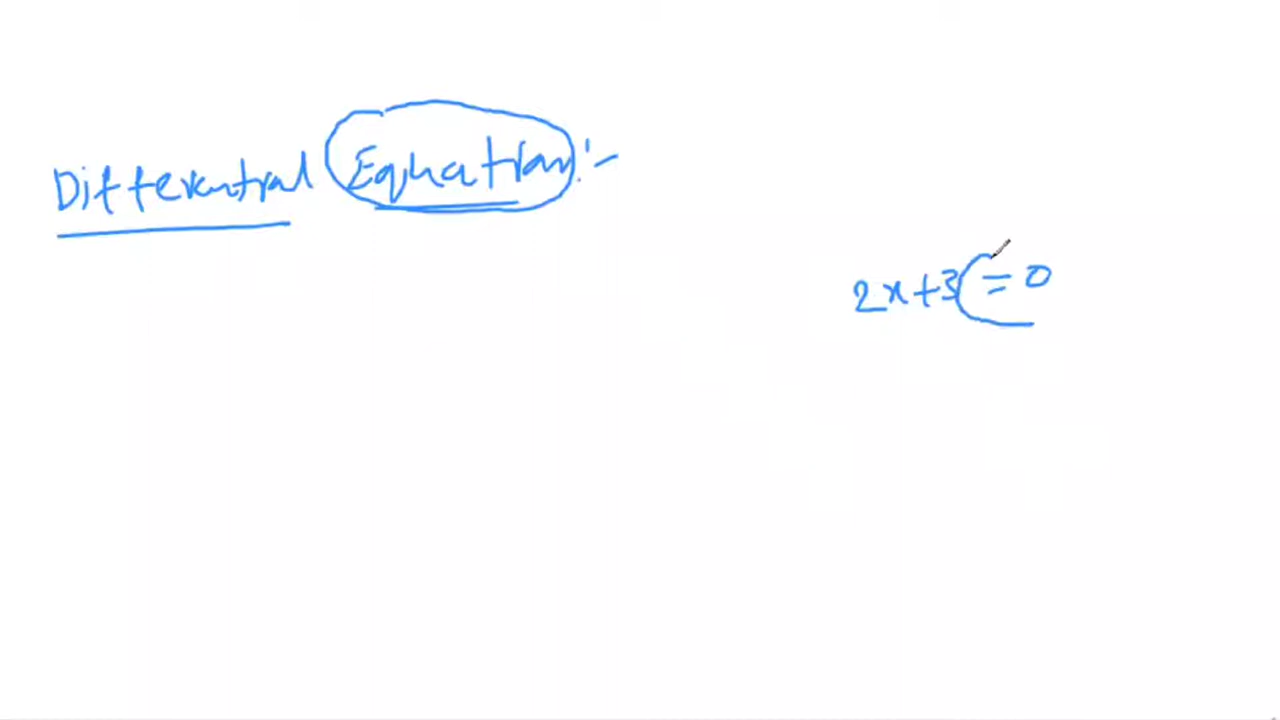 Differential Equation:-
2x+3 = 0